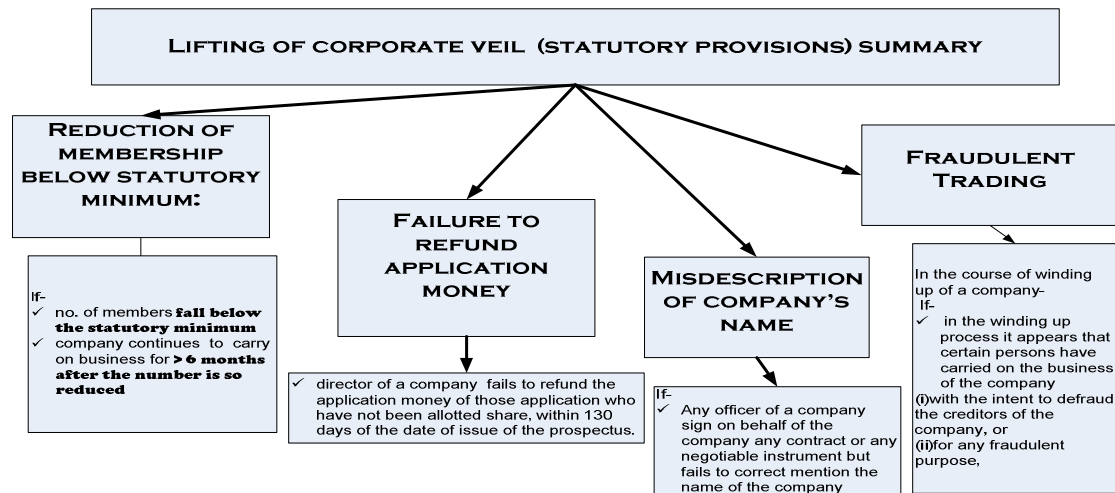 LIFTING OF CORPORATE VEIL (STATUTORY PROVISIONS) SUMMARY
REDUCTION OF
MEMBERSHIP
BELOW STATUTORY
MINIMUM:
If-
✓ no. of members fall below
the statutory minimum
✓ company continues to carry
on business for >6 months
after the number is so
reduced
FAILURE TO
REFUND
APPLICATION
MONEY
✓ director of a company fails to refund the
application money of those application who
have not been allotted share, within 130
days of the date of issue of the prospectus.
MISDESCRIPTION
OF COMPANY'S
NAME
If-
✓ Any officer of a company
sign on behalf of the
company any contract or any
negotiable instrument but
fails to correct mention the
name of the company
FRAUDULENT
TRADING
In the course of winding
up of a company-
If-
✓ in the winding up
process it appears that
certain persons have
carried on the business
of the company
(i)with the intent to defraud
the creditors of the
company, or
(ii)for any fraudulent
purpose,